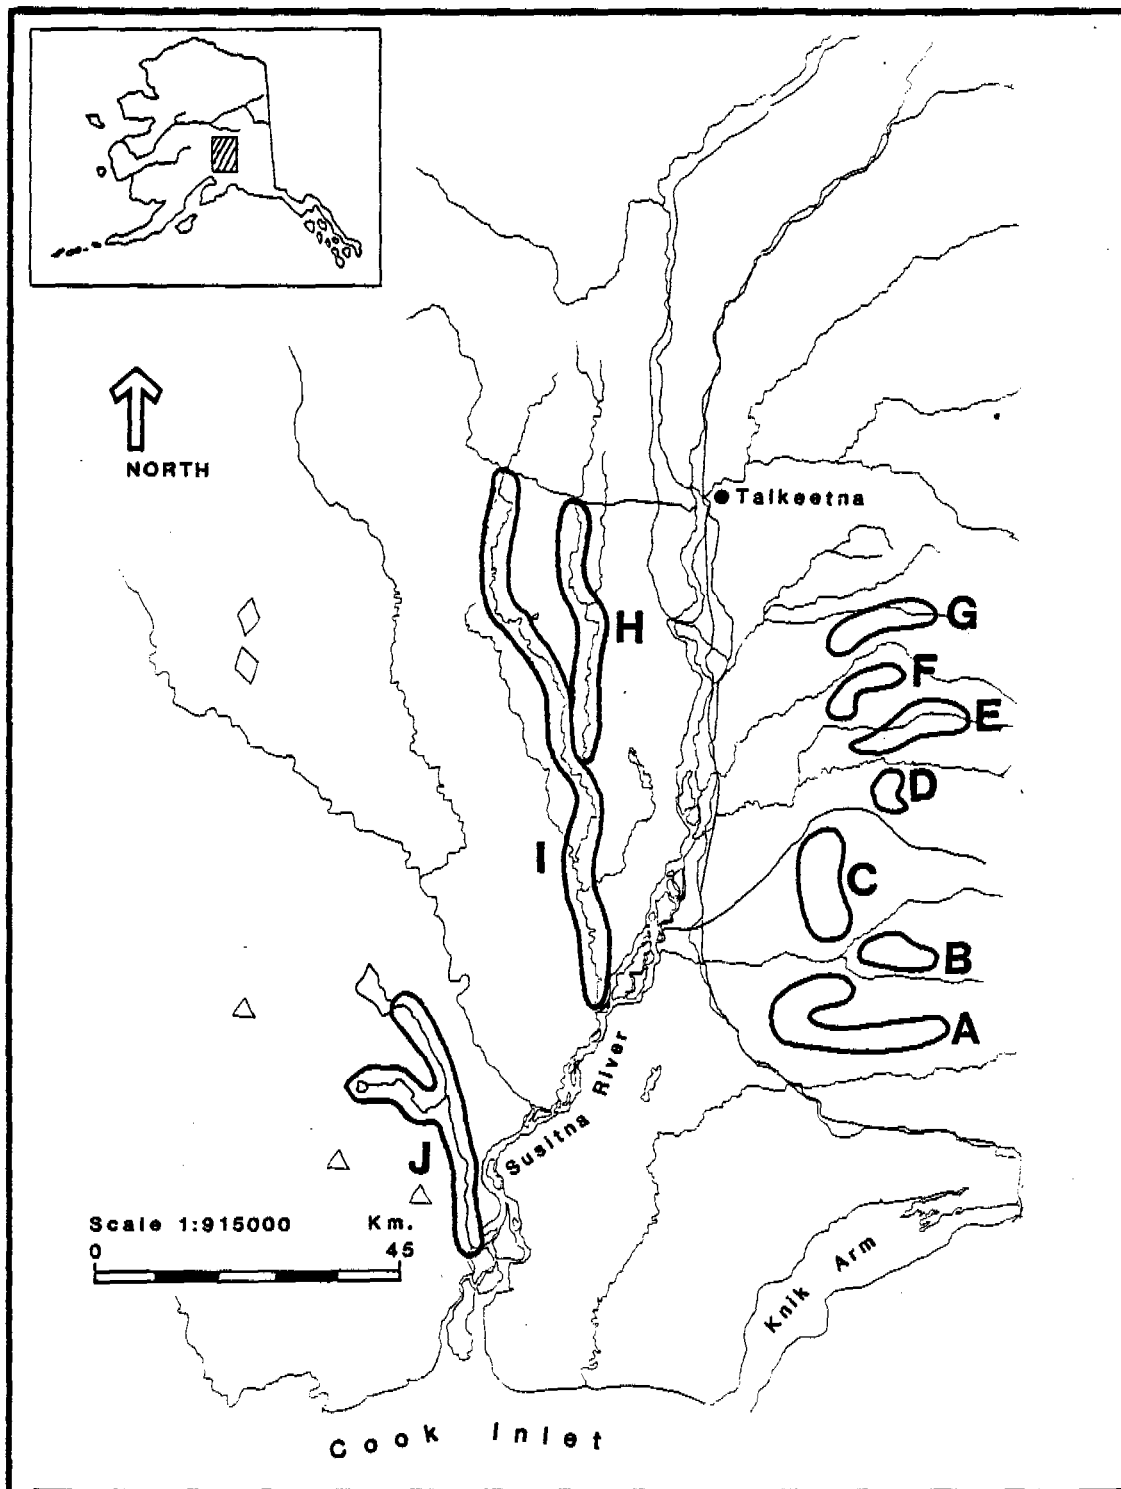 NORTH
Talkeetna
G
H
F
E
D
I
C
B
A
Susitna River
J
Scale 1:915000 Km.
0 45
Knik Arm
Cook Inlet